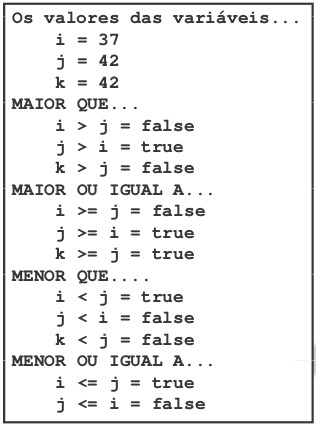 Os valores das variáveis...
    i = 37
    j = 42
    k = 42
MAIOR QUE...
    i > j = false
    j > i = true
    k > j = false
MAIOR OU IGUAL A...
    i >= j = false
    j >= i = true
    k >= j = true
MENOR QUE....
    i < j = true
    j < i = false
    k < j = false
MENOR OU IGUAL A...
    i <= j = true
    j <= i = false